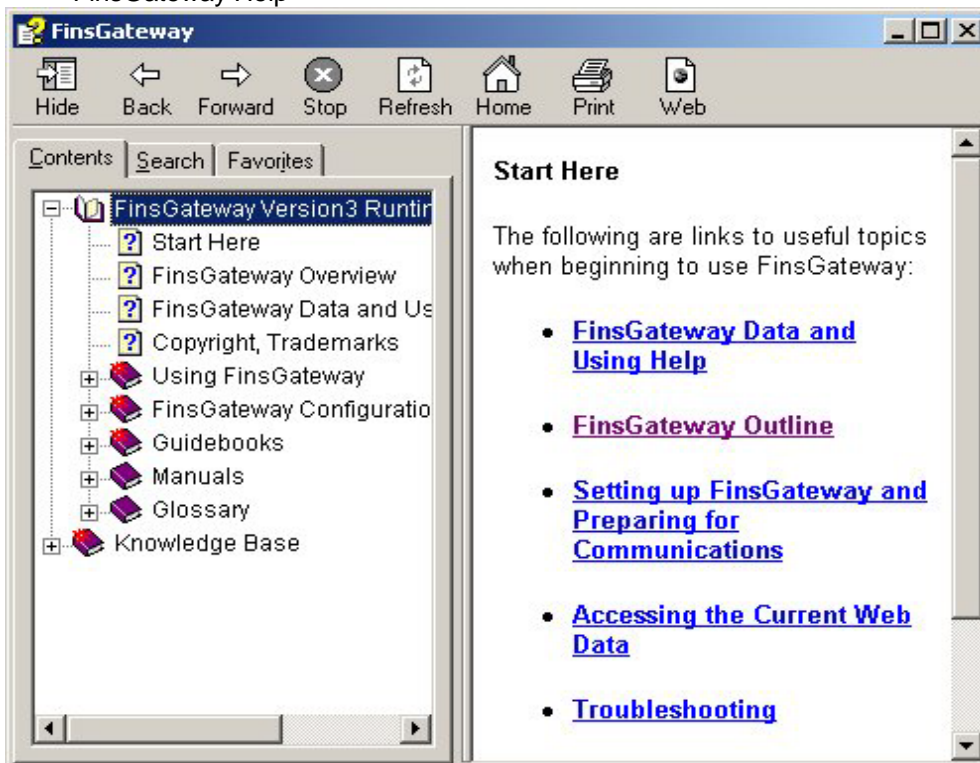 FinsGateway Help
FinsGateway
Hide Back Forward Stop Refresh Home Print Web
Contents Search Favorites
FinsGateway Version3 Runtin
Start Here
FinsGateway Overview
FinsGateway Data and Us
Copyright, Trademarks
Using FinsGateway
FinsGateway Configuratio
Guidebooks
Manuals
Glossary
Knowledge Base
Start Here
The following are links to useful topics
when beginning to use FinsGateway:
• FinsGateway Data and
Using Help
• FinsGateway Outline
• Setting up FinsGateway and
Preparing for
Communications
• Accessing the Current Web
Data
• Troubleshooting